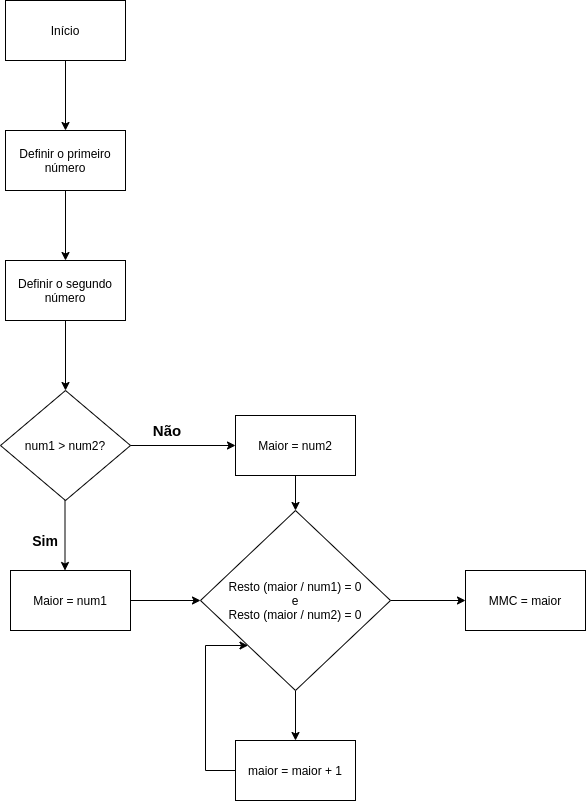 Início
Definir o primeiro
número
Definir o segundo
número
num1 > num2?
Não
Maior = num2
Sim
Maior = num1
Resto (maior / num1) = 0
e
Resto (maior / num2) = 0
MMC = maior
maior = maior + 1